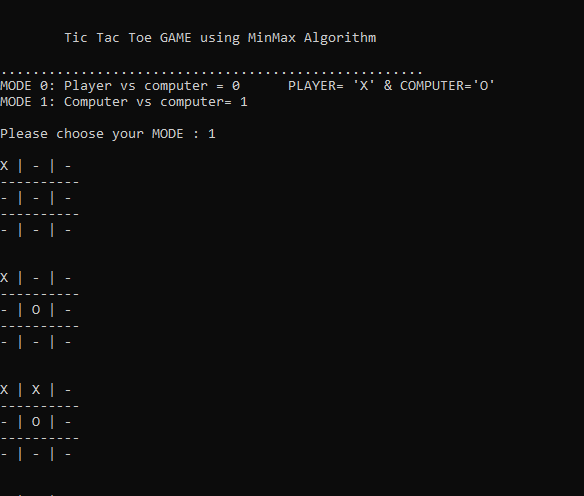 Tic Tac Toe GAME using MinMax Algorithm
.....................................................
MODE 0: Player vs computer = 0      PLAYER= 'X' & COMPUTER='O'
MODE 1: Computer vs computer= 1
Please choose your MODE : 1
X | - | -
----------
- | - | -
----------
- | - | -
X | - | -
----------
- | O | -
----------
- | - | -
X | X | -
----------
- | O | -
----------
- | - | -